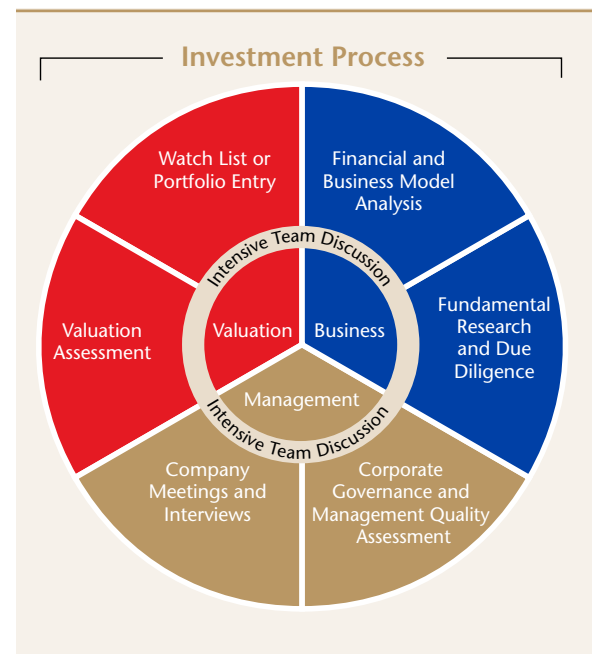 Investment Process
Watch List or
Portfolio Entry
Financial and
Business Model
Analysis
Intensive Team Discussion
Valuation
Assessment
Valuation
Business
Fundamental
Research
and Due
Diligence
Management
Intensive Team Discussion
Company
Meetings and
Interviews
Corporate
Governance and
Management Quality
Assessment